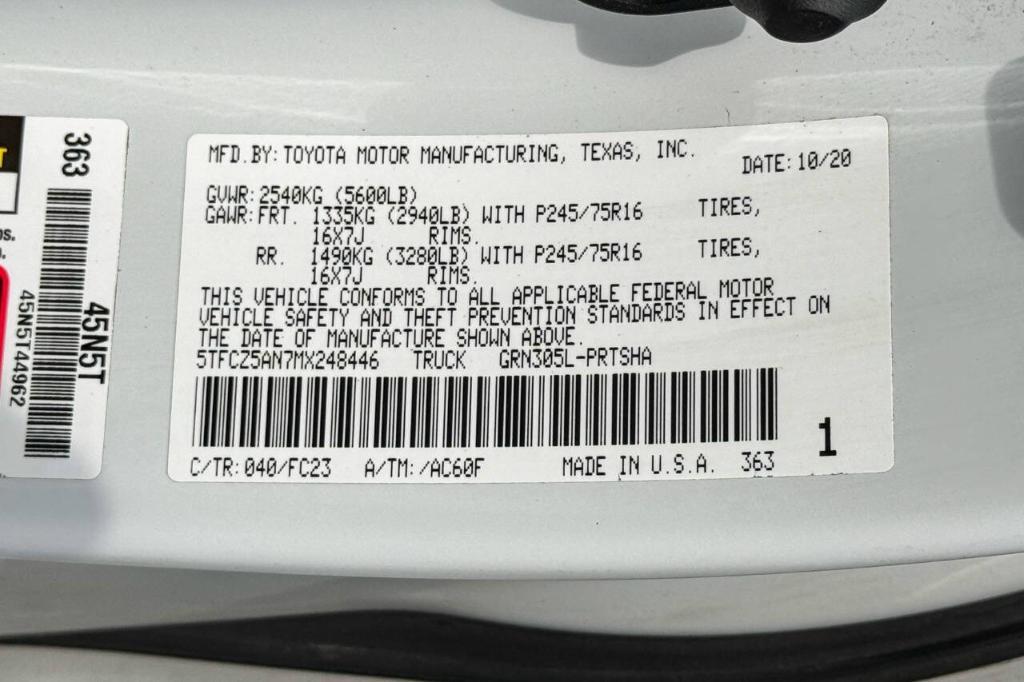 MFD.BY:TOYOTA MOTOR MANUFACTURING, TEXAS, INC. DATE:10/20
GVWR:2540KG (5600LB)
GAWR:FRT. 1335KG (2940LB) WITH P245/75R16 TIRES,
16X7J RIMS.
RR. 1490KG (3280LB) WITH P245/75R16 TIRES,
16X7J RIMS.
THIS VEHICLE CONFORMS TO ALL APPLICABLE FEDERAL MOTOR
VEHICLE SAFETY AND THEFT PREVENTION STANDARDS IN EFFECT ON
THE DATE OF MANUFACTURE SHOWN ABOVE.
5TFCZ5AN7MX248446 TRUCK GRN305L-PRTSHA
1
C/TR:040/FC23 A/TM:/AC60F MADE IN U.S.A. 363
363
45N5T
45N5T44962